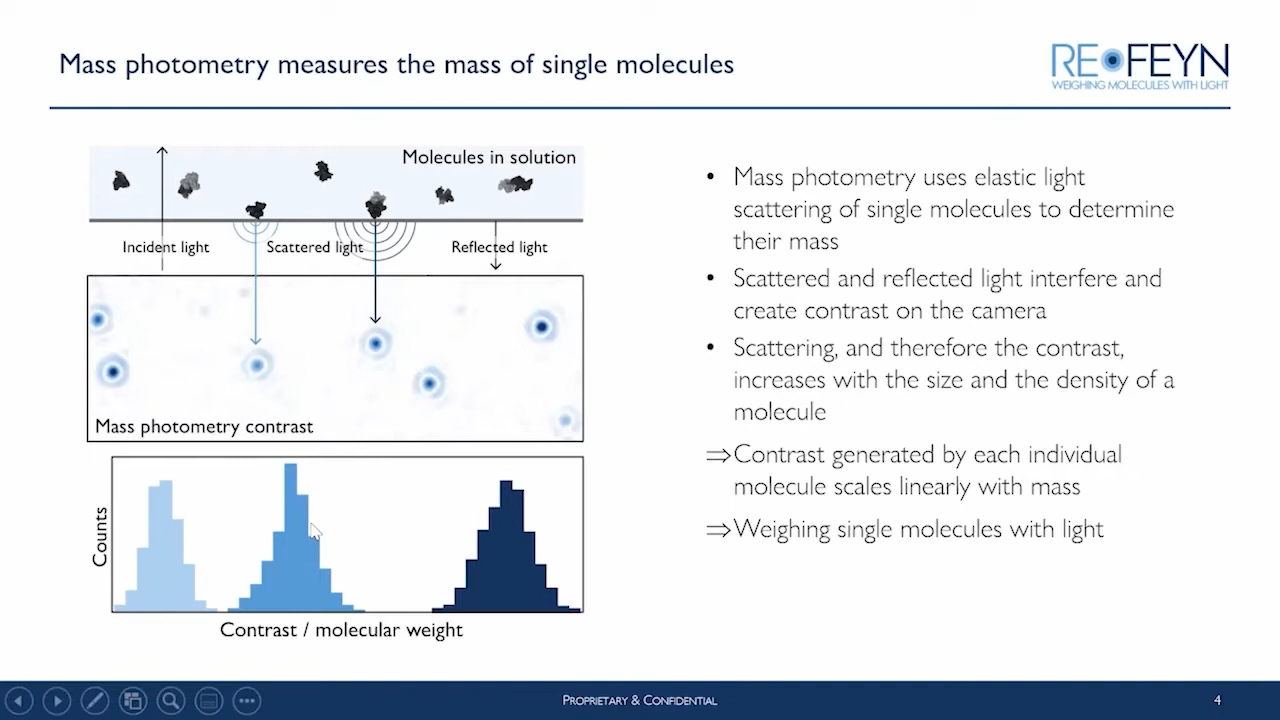 Mass photometry measures the mass of single molecules
REFEYN
WEIGHING MOLECULES WITH LIGHT
Molecules in solution
Incident light
Scattered light
Reflected light
Mass photometry contrast
Counts
Contrast / molecular weight
• Mass photometry uses elastic light
scattering of single molecules to determine
their mass
• Scattered and reflected light interfere and
create contrast on the camera
• Scattering, and therefore the contrast,
increases with the size and the density of a
molecule
⇒Contrast generated by each individual
molecule scales linearly with mass
⇒Weighing single molecules with light
PROPRIETARY & CONFIDENTIAL
4